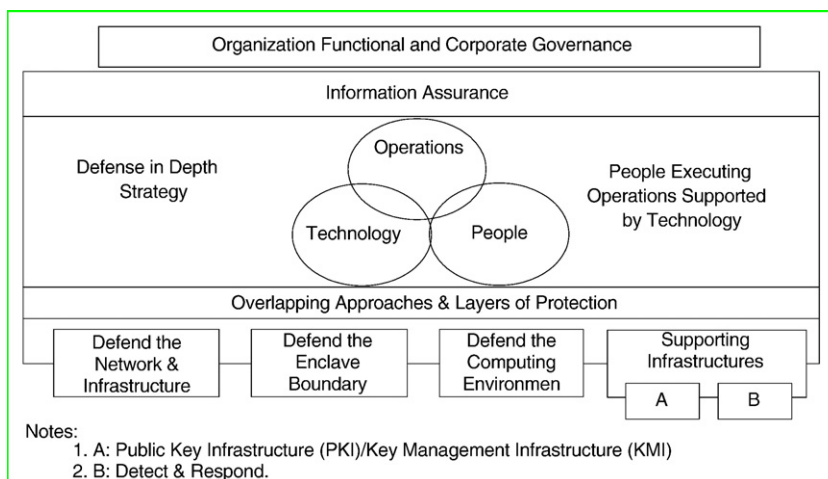 Organization Functional and Corporate Governance
Information Assurance
Operations
Defense in Depth
Strategy
People Executing
Operations Supported
by Technology
Technology
People
Overlapping Approaches & Layers of Protection
Defend the
Network &
Infrastructure
Defend the
Enclave
Boundary
Defend the
Computing
Environmen
Supporting
Infrastructures
A
B
Notes:
1. A: Public Key Infrastructure (PKI)/Key Management Infrastructure (KMI)
2. B: Detect & Respond.